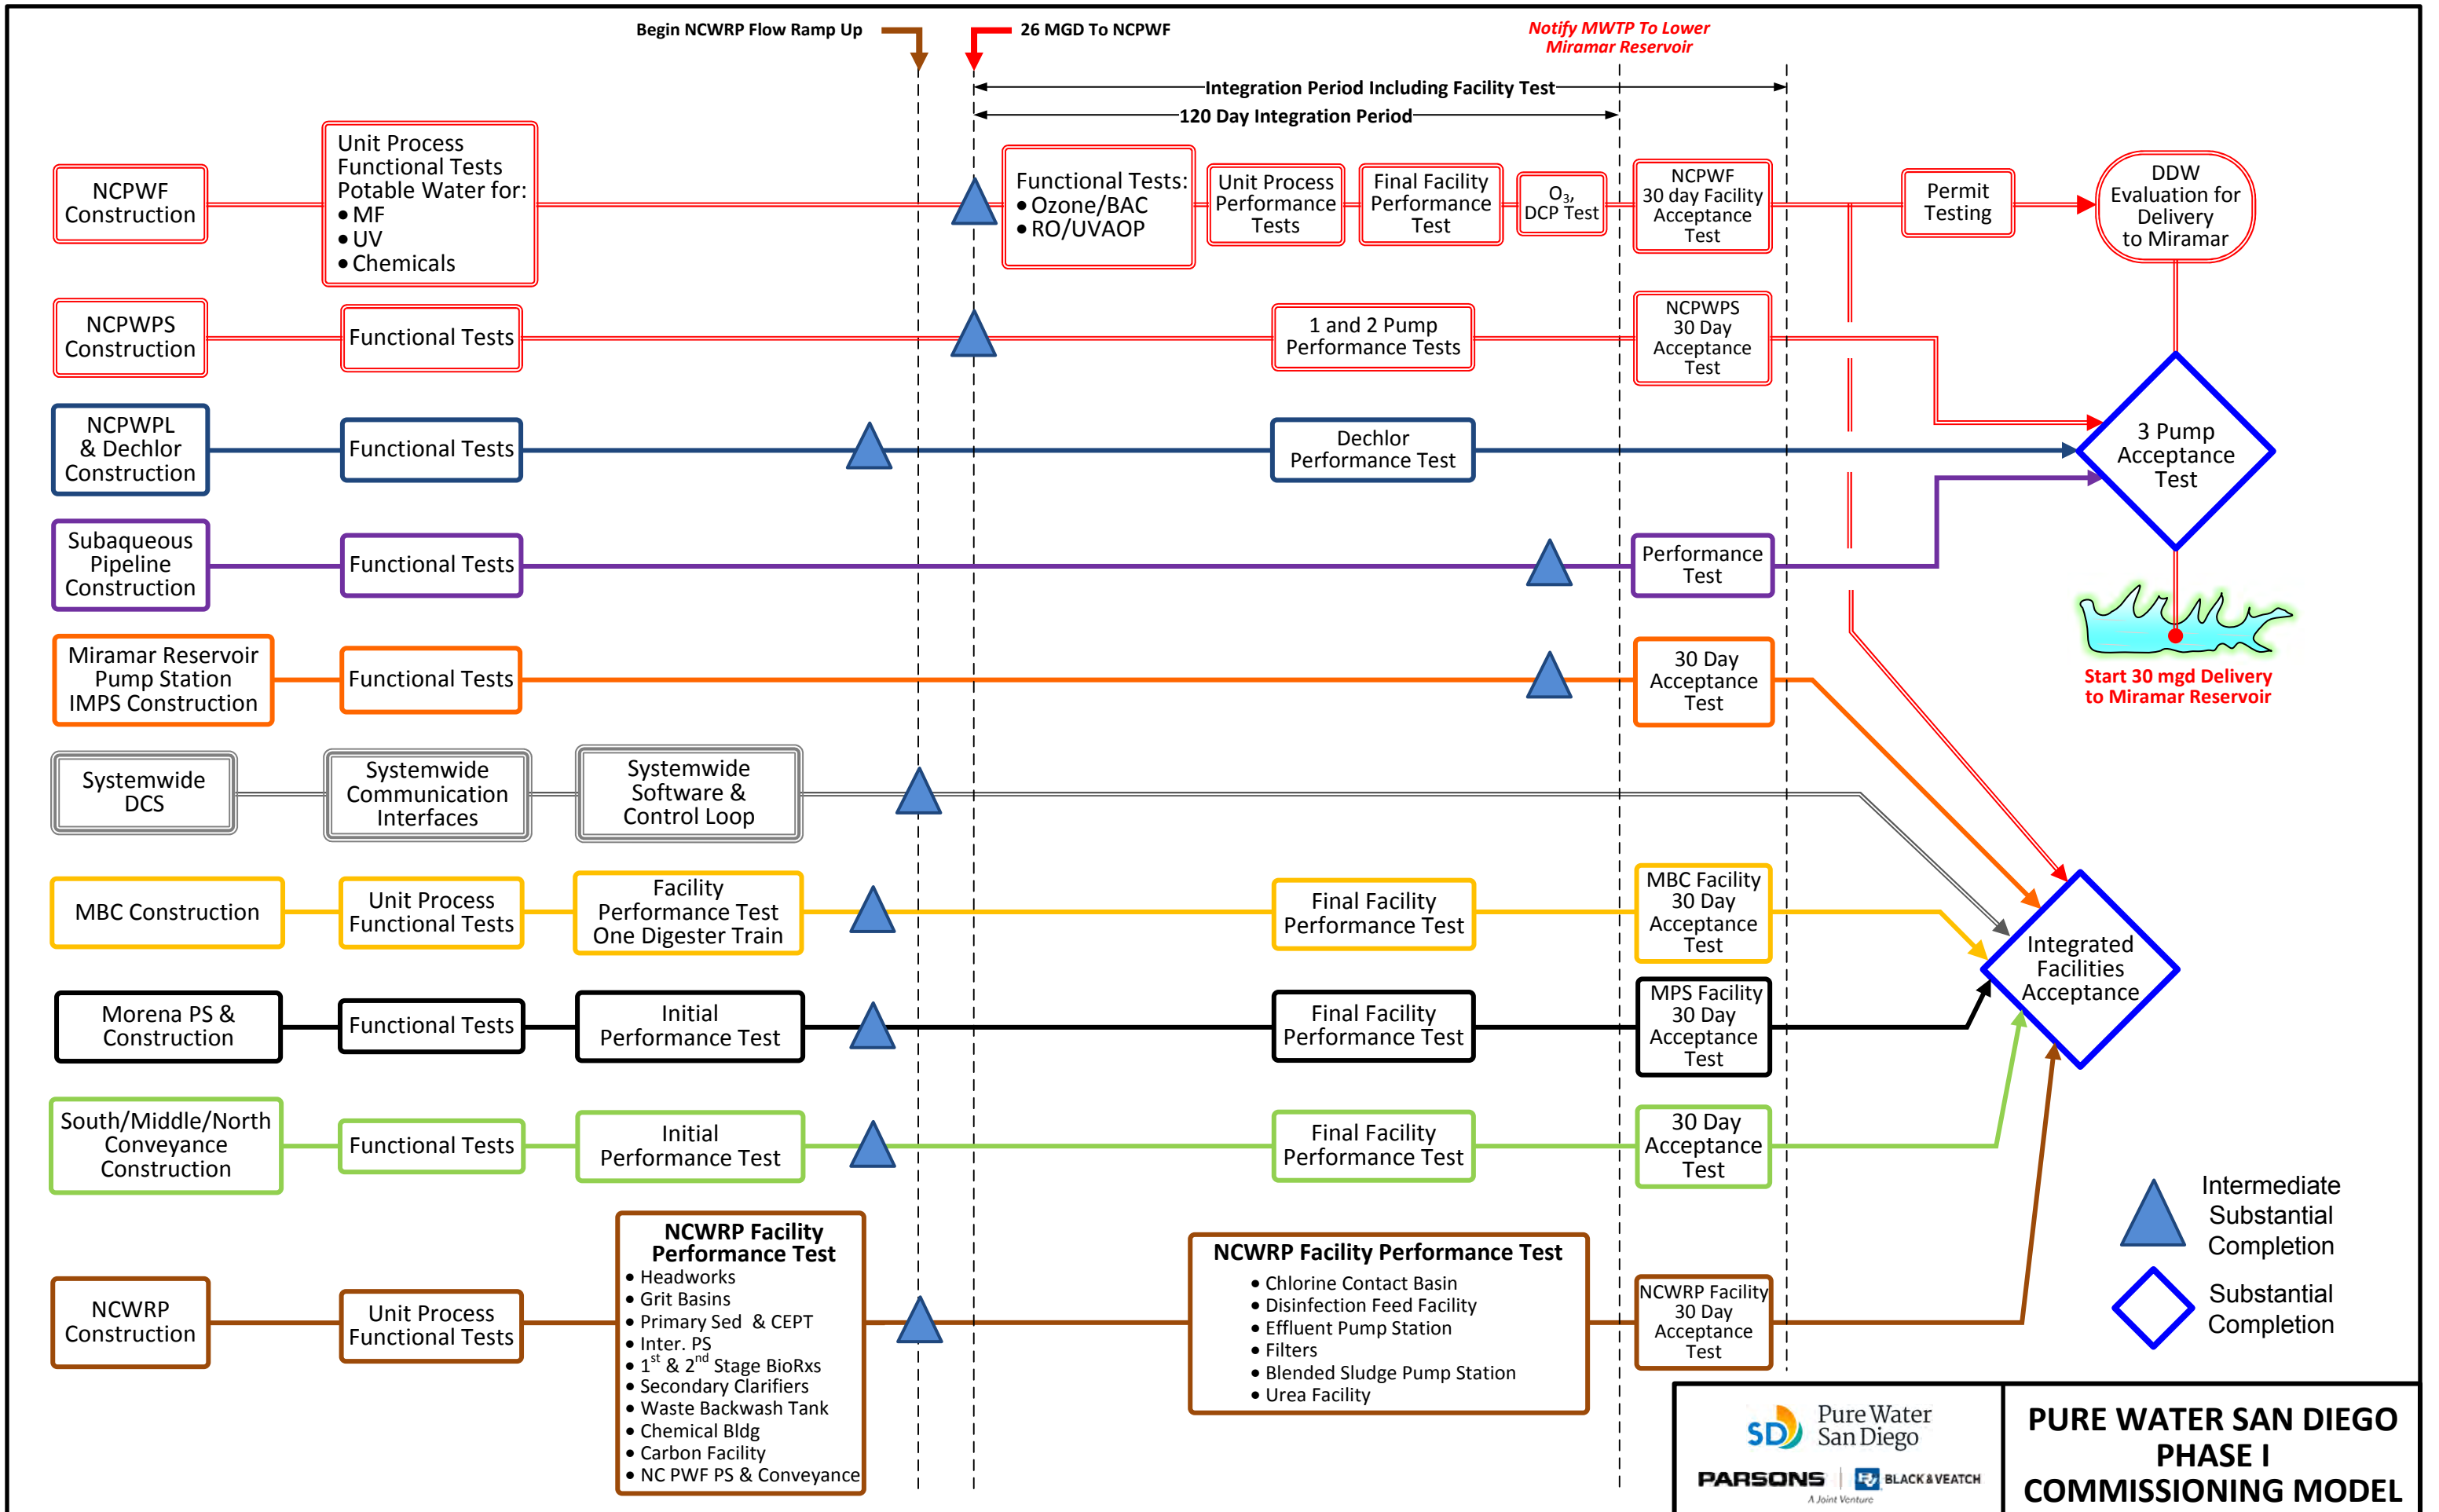 Begin NCWRP Flow Ramp Up
26 MGD To NCPWF
Notify MWTP To Lower
Miramar Reservoir
Integration Period Including Facility Test
120 Day Integration Period
NCPWF
Construction
Unit Process
Functional Tests
Potable Water for:
• MF
• UV
• Chemicals
Functional Tests:
• Ozone/BAC
• RO/UVAOP
Unit Process
Performance
Tests
Final Facility
Performance
Test
O3,
DCP Test
NCPWF
30 day Facility
Acceptance
Test
Permit
Testing
DDW
Evaluation for
Delivery
to Miramar
NCPWPS
Construction
Functional Tests
1 and 2 Pump
Performance Tests
NCPWPS
30 Day
Acceptance
Test
NCPWPL
& Dechlor
Construction
Functional Tests
Dechlor
Performance Test
3 Pump
Acceptance
Test
Subaqueous
Pipeline
Construction
Functional Tests
Performance
Test
Miramar Reservoir
Pump Station
IMPS Construction
Functional Tests
30 Day
Acceptance
Test
Start 30 mgd Delivery
to Miramar Reservoir
Systemwide
DCS
Systemwide
Communication
Interfaces
Systemwide
Software &
Control Loop
MBC Construction
Unit Process
Functional Tests
Facility
Performance Test
One Digester Train
Final Facility
Performance Test
MBC Facility
30 Day
Acceptance
Test
Integrated
Facilities
Acceptance
Morena PS &
Construction
Functional Tests
Initial
Performance Test
Final Facility
Performance Test
MPS Facility
30 Day
Acceptance
Test
South/Middle/North
Conveyance
Construction
Functional Tests
Initial
Performance Test
Final Facility
Performance Test
30 Day
Acceptance
Test
NCWRP
Construction
Unit Process
Functional Tests
NCWRP Facility
Performance Test
• Headworks
• Grit Basins
• Primary Sed & CEPT
• Inter. PS
• 1st & 2nd Stage BioRxs
• Secondary Clarifiers
• Waste Backwash Tank
• Chemical Bldg
• Carbon Facility
• NC PWF PS & Conveyance
NCWRP Facility Performance Test
• Chlorine Contact Basin
• Disinfection Feed Facility
• Effluent Pump Station
• Filters
• Blended Sludge Pump Station
• Urea Facility
NCWRP Facility
30 Day
Acceptance
Test
Intermediate
Substantial
Completion
Substantial
Completion
SD Pure Water
San Diego
PARSONS BV BLACK & VEATCH
A Joint Venture
PURE WATER SAN DIEGO
PHASE I
COMMISSIONING MODEL